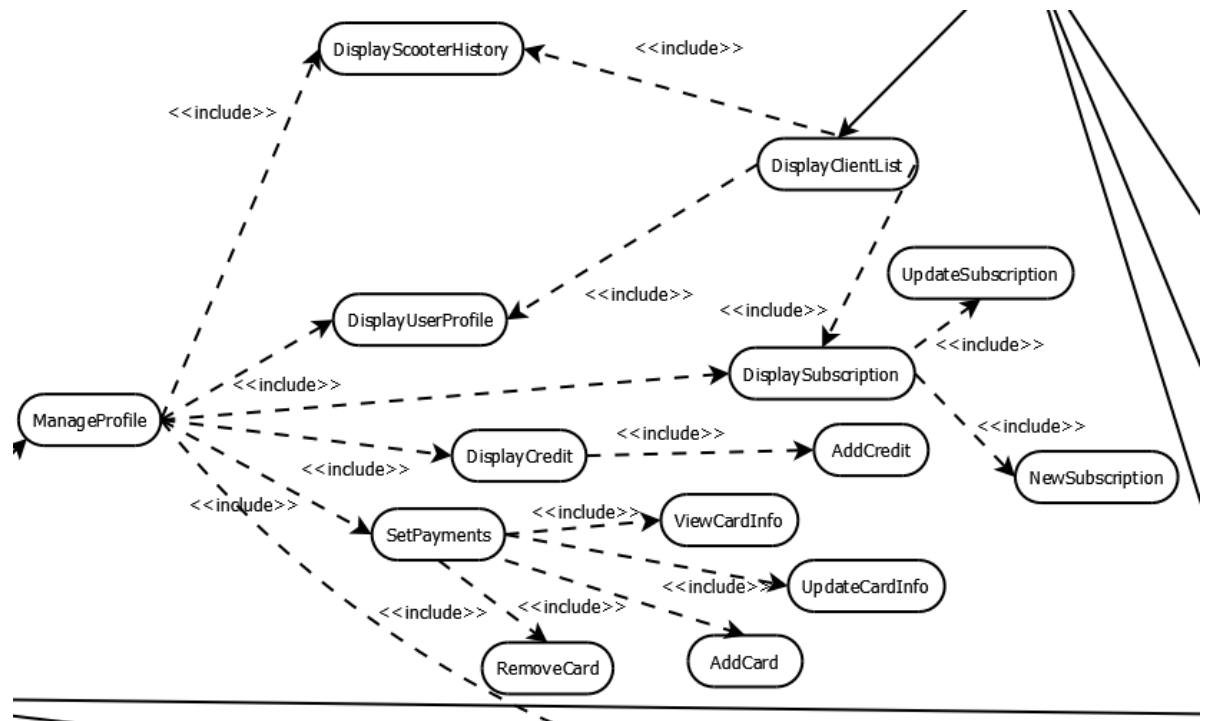 DisplayScooterHistory
<<include>>
<<include>>
DisplayClientList
UpdateSubscription
<<include>>
<<include>>
DisplayUserProfile
<<include>>
DisplaySubscription
<<include>>
ManageProfile
<<include>>
<<include>>
DisplayCredit
AddCredit
<<include>>
NewSubscription
<<include>>
<<include>>
ViewCardInfo
SetPayments
<<include>>
UpdateCardInfo
<<include>>
<<include>>
RemoveCard
AddCard